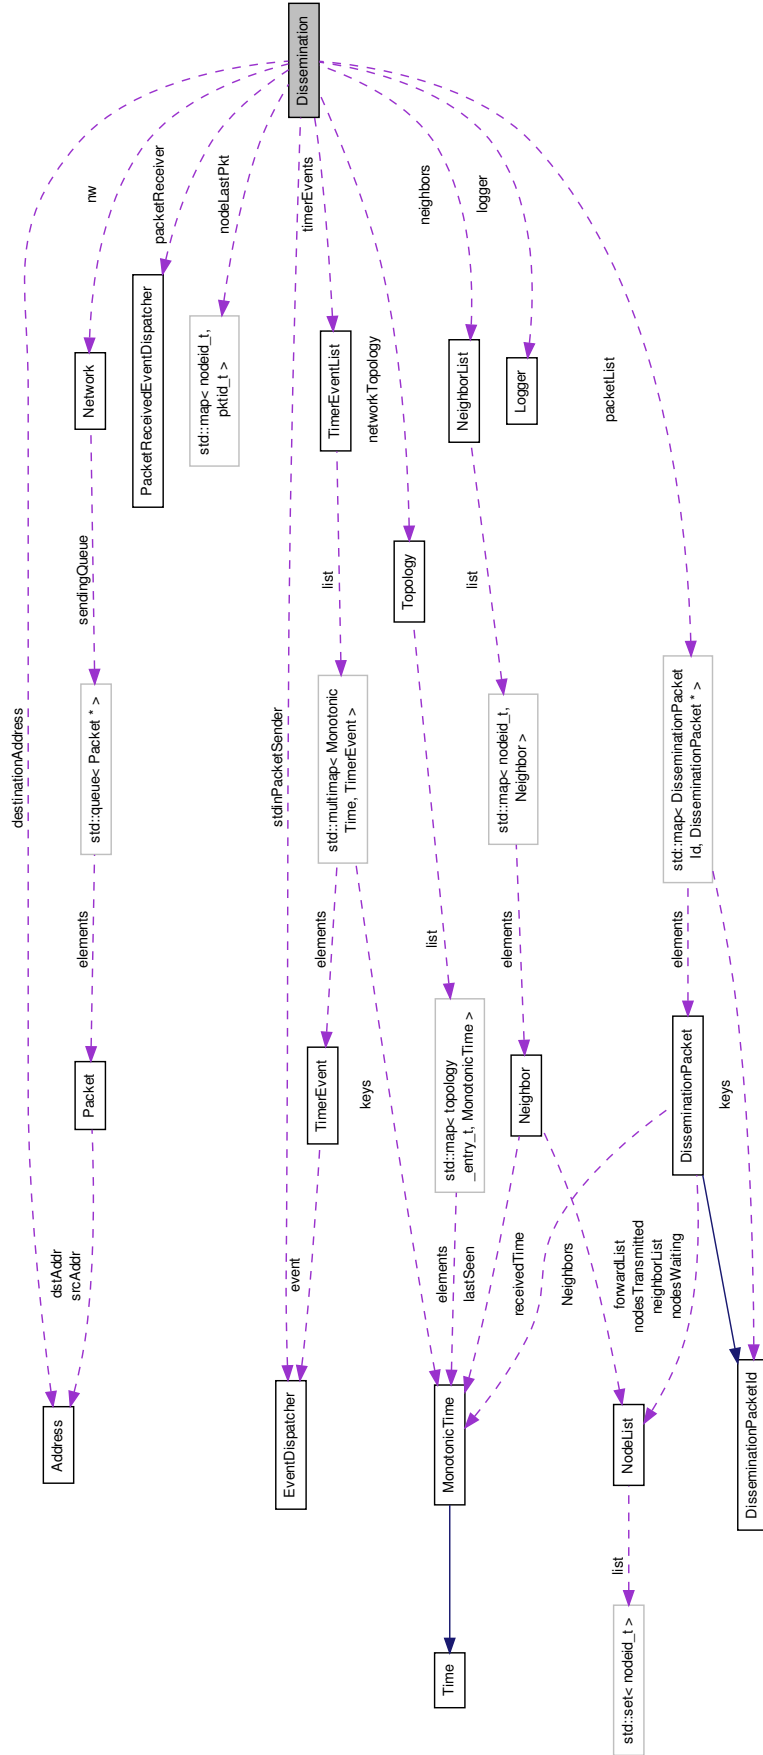 Dissemination
nw
packetReceiver
nodeLastPkt
timerEvents
neighbors
logger
packetList
networkTopology
Network
PacketReceivedEventDispatcher
std::map< nodeid_t,
pktid_t >
TimerEventList
NeighborList
Logger
sendingQueue
list
Topology
list
destinationAddress
stdinPacketSender
std::queue< Packet * >
std::multimap< Monotonic
Time, TimerEvent >
std::map< nodeid_t,
Neighbor >
std::map< DisseminationPacket
Id, DisseminationPacket * >
elements
elements
list
elements
elements
Packet
TimerEvent
keys
std::map< topology
_entry_t, MonotonicTime >
Neighbor
DisseminationPacket
keys
dstAddr
srcAddr
event
elements
lastSeen
receivedTime
Neighbors
forwardList
nodesTransmitted
neighborList
nodesWaiting
Address
EventDispatcher
MonotonicTime
NodeList
DisseminationPacketId
list
Time
std::set< nodeid_t >